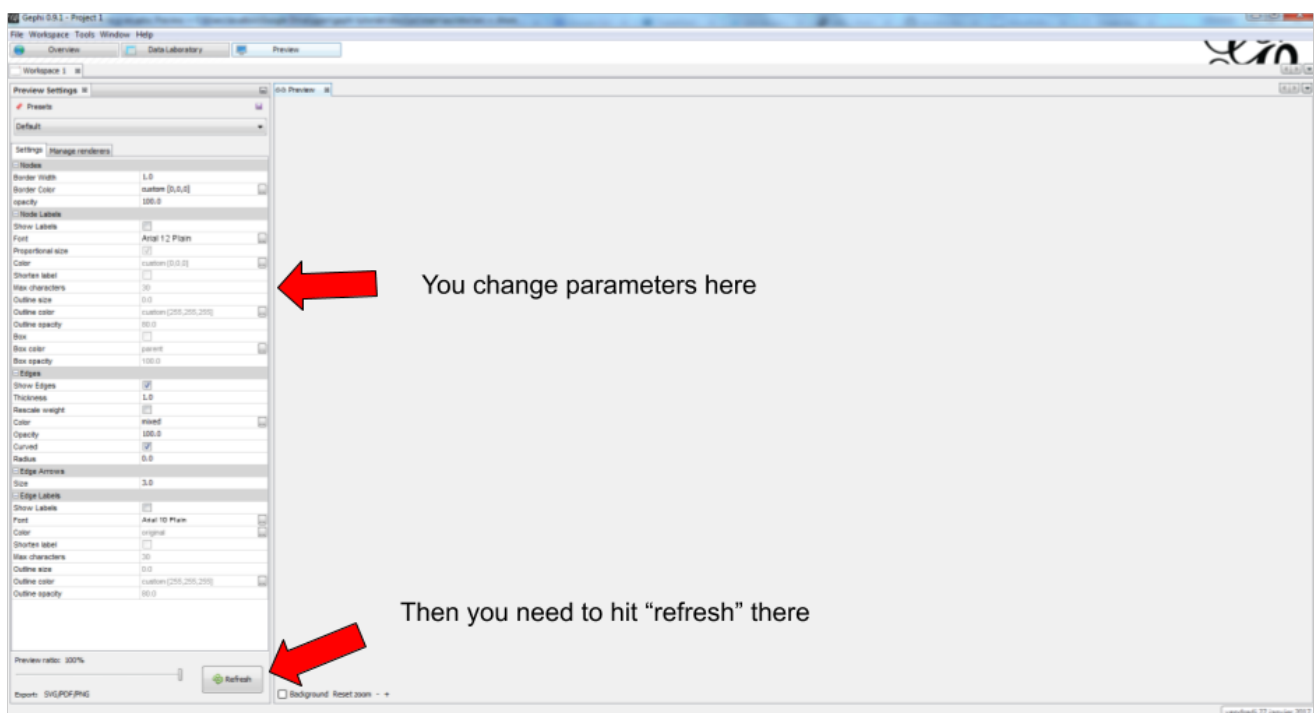 Gephi 0.9.1 - Project 1
File Workspace Tools Window Help
Overview Data Laboratory Preview
Workspace 1
Preview Settings Preview
Presets
Default
Settings Manage renderers
Nodes
Border Width 1.0
Border Color custom [0,0,0]
opacity 100.0
Node Labels
Show Labels
Font Arial 12 Plain
Proportional size
Color custom [0,0,0]
Shorten label
Max characters 30
Outline size 0.0
Outline color custom [255,255,255]
Outline opacity 80.0
Box
Box color parent
Box opacity 100.0
Edges
Show Edges
Thickness 1.0
Rescale weight
Color mixed
Opacity 100.0
Curved
Radius 0.0
Edge Arrows
Size 3.0
Edge Labels
Show Labels
Font Arial 10 Plain
Color original
Shorten label
Max characters 30
Outline size 0.0
Outline color custom [255,255,255]
Outline opacity 80.0
You change parameters here
Then you need to hit “refresh” there
Preview ratio: 100%
Refresh
Export: SVG/PDF/PNG
Background Reset zoom - +
vendredi 27 janvier 2017